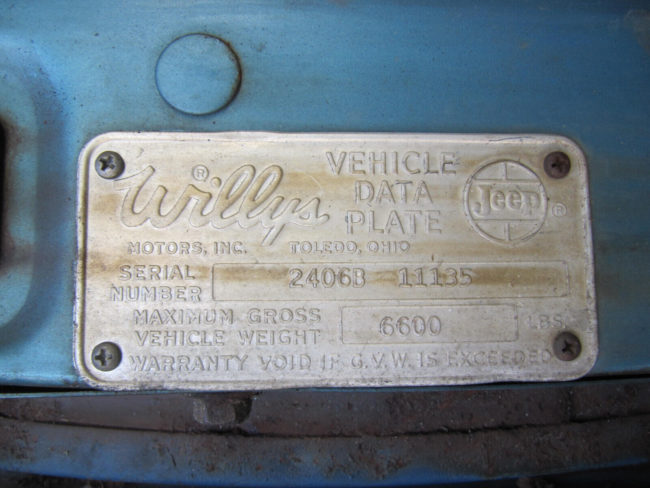 Willys ® VEHICLE DATA PLATE Jeep ®
MOTORS, INC. TOLEDO, OHIO
SERIAL NUMBER 2406B 11135
MAXIMUM GROSS VEHICLE WEIGHT 6600 LBS.
WARRANTY VOID IF G.V.W. IS EXCEEDED